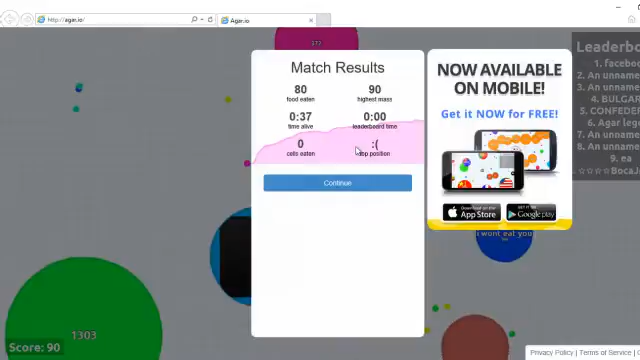 http://agar.io/
Agar.io
272
Match Results
80
food eaten
90
highest mass
0:37
time alive
0:00
leaderboard time
0
cells eaten
:(
top position
Continue
NOW AVAILABLE
ON MOBILE!
Get it NOW for FREE!
App Store
Google play
Leaderbo
1. faceboo
2. An unname
3. An unname
4. BULGAR
5. CONFEDER
6. Agar lege
7. An unname
8. An unname
9. ea
☆☆☆☆BocaJ
I wont eat you
1303
Score: 90
Privacy Policy | Terms of Service |